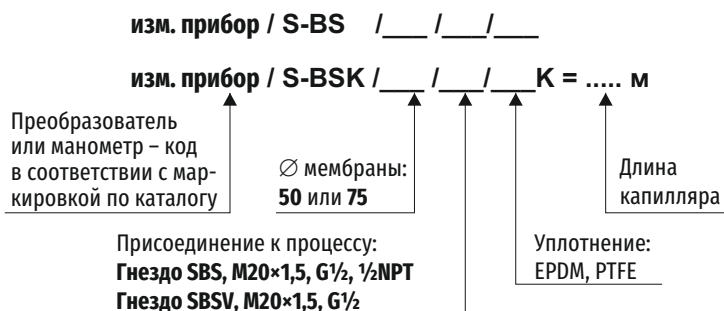 изм. прибор / S-BS /___ /___/___
изм. прибор / S-BSK /___ /___/___K = ..... м
Преобразователь
или манометр – код
в соответствии с мар-
кировкой по каталогу
∅ мембраны:
50 или 75
Длина
капилляра
Присоединение к процессу:
Гнездо SBS, M20×1,5, G½, ½NPT
Гнездо SBSV, M20×1,5, G½
Уплотнение:
EPDM, PTFE